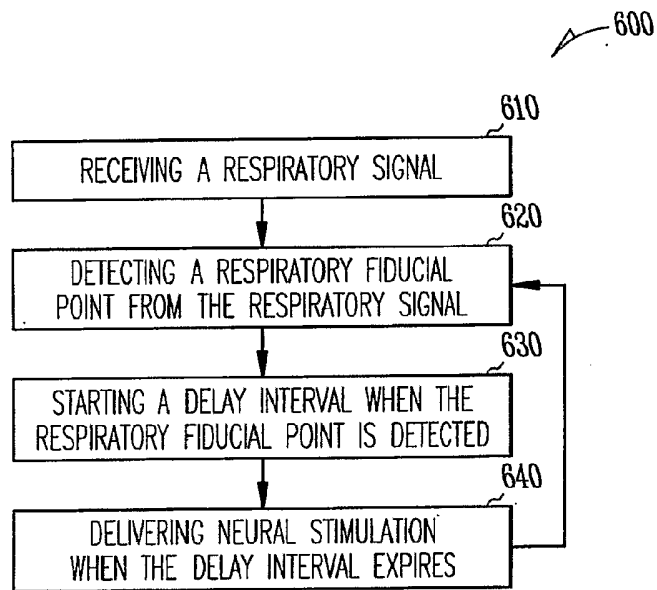 600
610
RECEIVING A RESPIRATORY SIGNAL
620
DETECTING A RESPIRATORY FIDUCIAL
POINT FROM THE RESPIRATORY SIGNAL
630
STARTING A DELAY INTERVAL WHEN THE
RESPIRATORY FIDUCIAL POINT IS DETECTED
640
DELIVERING NEURAL STIMULATION
WHEN THE DELAY INTERVAL EXPIRES